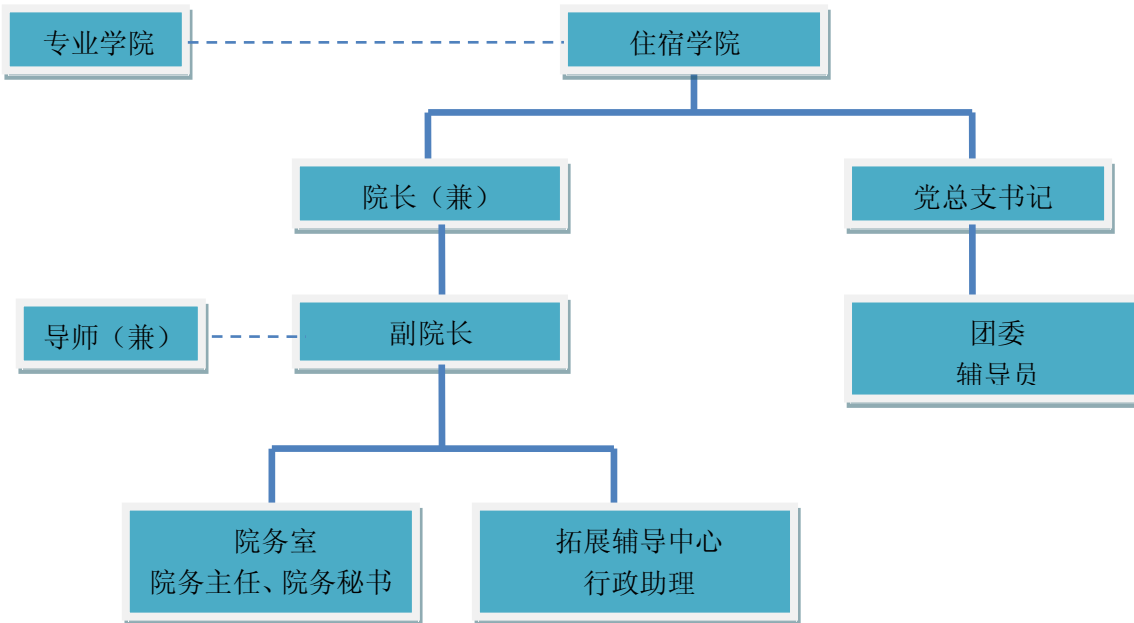 专业学院
住宿学院
院长（兼）
党总支书记
导师（兼）
副院长
团委
辅导员
院务室
院务主任、院务秘书
拓展辅导中心
行政助理